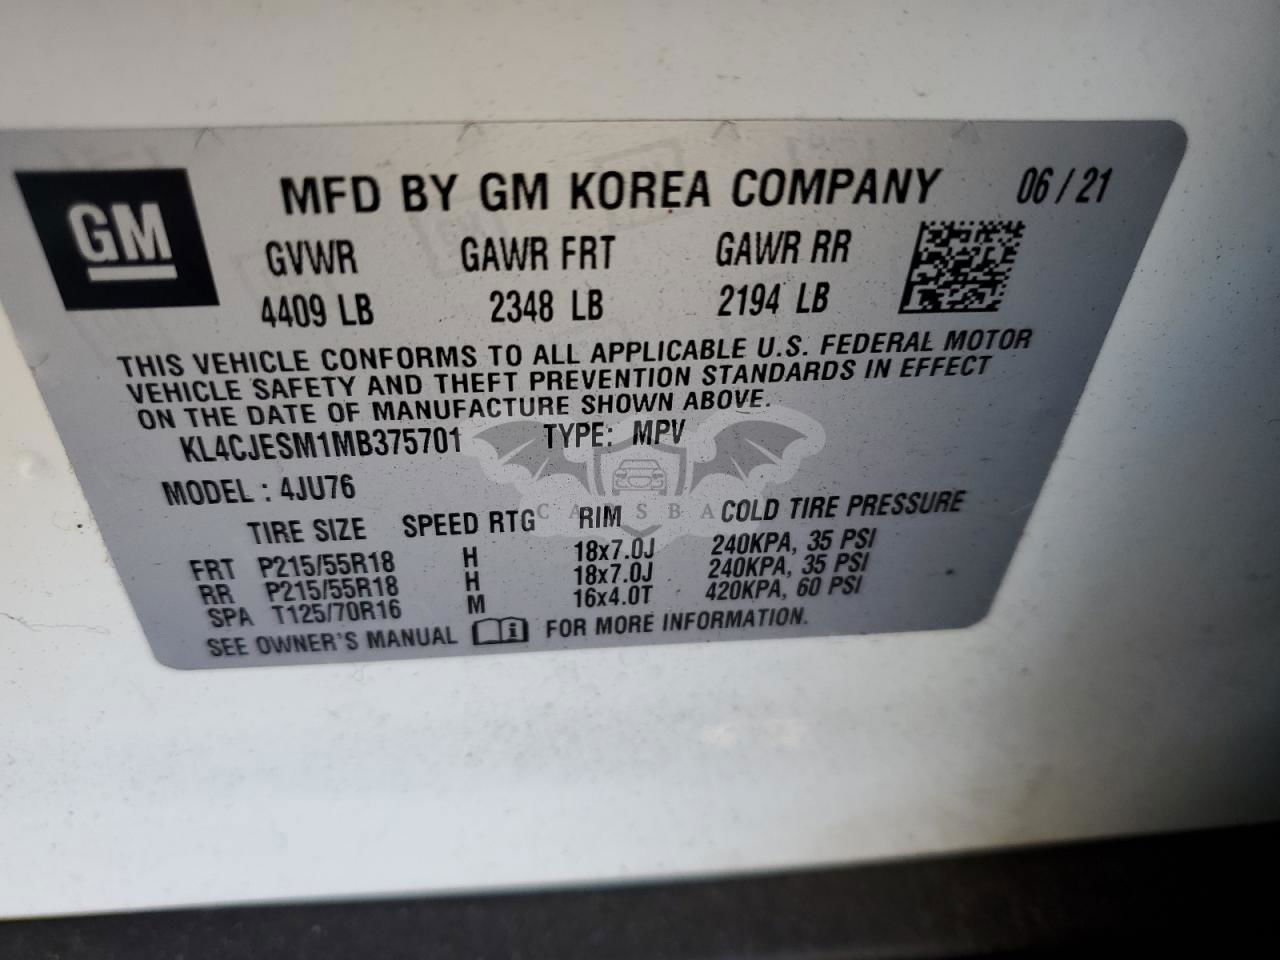 GM
MFD BY GM KOREA COMPANY 06/21
GVWR GAWR FRT GAWR RR
4409 LB 2348 LB 2194 LB
THIS VEHICLE CONFORMS TO ALL APPLICABLE U.S. FEDERAL MOTOR
VEHICLE SAFETY AND THEFT PREVENTION STANDARDS IN EFFECT
ON THE DATE OF MANUFACTURE SHOWN ABOVE.
KL4CJESM1MB375701 TYPE: MPV
MODEL : 4JU76
TIRE SIZE SPEED RTG RIM COLD TIRE PRESSURE
FRT P215/55R18 H 18x7.0J 240KPA, 35 PSI
RR P215/55R18 H 18x7.0J 240KPA, 35 PSI
SPA T125/70R16 M 16x4.0T 420KPA, 60 PSI
SEE OWNER'S MANUAL i FOR MORE INFORMATION.